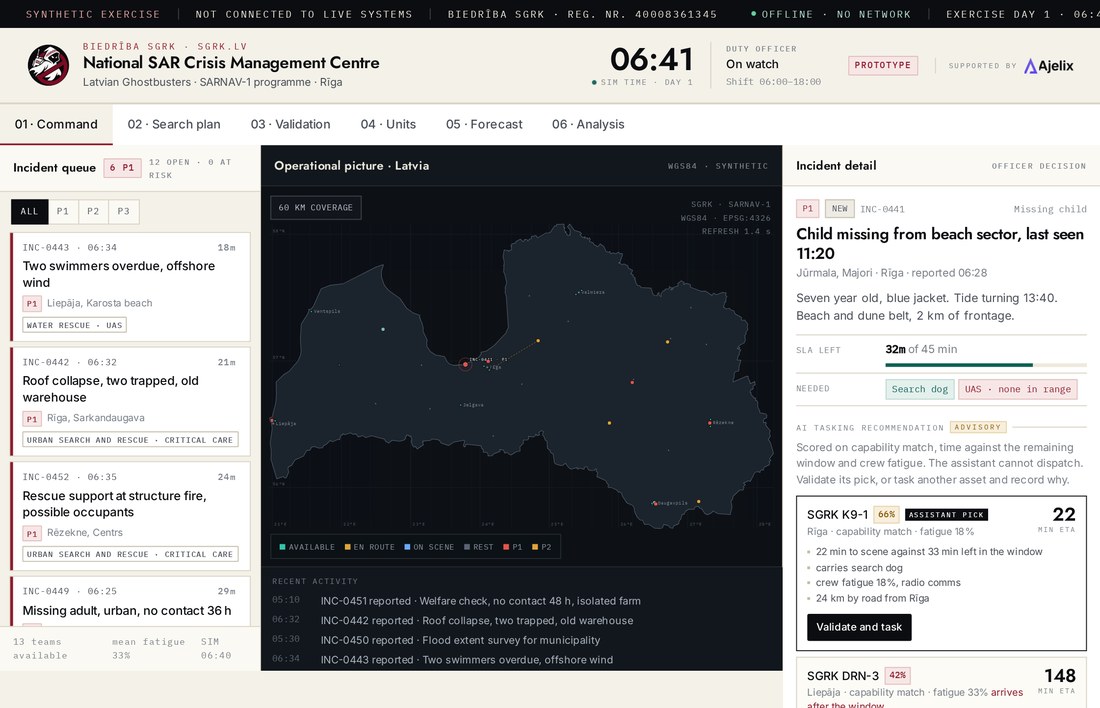 SYNTHETIC EXERCISE
NOT CONNECTED TO LIVE SYSTEMS
BIEDRĪBA SGRK · REG. NR. 40008361345
OFFLINE · NO NETWORK
EXERCISE DAY 1 · 06:4
BIEDRĪBA SGRK · SGRK.LV
National SAR Crisis Management Centre
Latvian Ghostbusters · SARNAV-1 programme · Rīga
06:41
SIM TIME · DAY 1
DUTY OFFICER
On watch
Shift 06:00–18:00
PROTOTYPE
SUPPORTED BY Ajelix
01 · Command
02 · Search plan
03 · Validation
04 · Units
05 · Forecast
06 · Analysis
Incident queue
6 P1
12 OPEN · 0 AT
RISK
ALL P1 P2 P3
INC-0443 · 06:34 18m
Two swimmers overdue, offshore
wind
P1 Liepāja, Karosta beach
WATER RESCUE · UAS
INC-0442 · 06:32 21m
Roof collapse, two trapped, old
warehouse
P1 Rīga, Sarkandaugava
URBAN SEARCH AND RESCUE · CRITICAL CARE
INC-0452 · 06:35 24m
Rescue support at structure fire,
possible occupants
P1 Rēzekne, Centrs
URBAN SEARCH AND RESCUE · CRITICAL CARE
INC-0449 · 06:25 29m
Missing adult, urban, no contact 36 h
13 teams
available
mean fatigue
33%
SIM
06:40
Operational picture · Latvia
WGS84 · SYNTHETIC
60 KM COVERAGE
SGRK · SARNAV-1
WGS84 · EPSG:4326
REFRESH 1.4 s
Ventspils
Valmiera
INC-0441 · P1
Jelgava
Liepāja
Rēzekne
Daugavpils
AVAILABLE EN ROUTE ON SCENE REST P1 P2
RECENT ACTIVITY
05:10 INC-0451 reported · Welfare check, no contact 48 h, isolated farm
06:32 INC-0442 reported · Roof collapse, two trapped, old warehouse
05:30 INC-0450 reported · Flood extent survey for municipality
06:34 INC-0443 reported · Two swimmers overdue, offshore wind
Incident detail
OFFICER DECISION
P1 NEW INC-0441 Missing child
Child missing from beach sector, last seen
11:20
Jūrmala, Majori · Rīga · reported 06:28
Seven year old, blue jacket. Tide turning 13:40.
Beach and dune belt, 2 km of frontage.
SLA LEFT 32m of 45 min
NEEDED Search dog UAS · none in range
AI TASKING RECOMMENDATION ADVISORY
Scored on capability match, time against the remaining
window and crew fatigue. The assistant cannot dispatch.
Validate its pick, or task another asset and record why.
SGRK K9-1 66% ASSISTANT PICK 22
Rīga · capability match · fatigue 18% MIN ETA
22 min to scene against 33 min left in the window
carries search dog
crew fatigue 18%, radio comms
24 km by road from Rīga
Validate and task
SGRK DRN-3 42% 148
Liepāja · capability match · fatigue 33% arrives MIN ETA
after the window